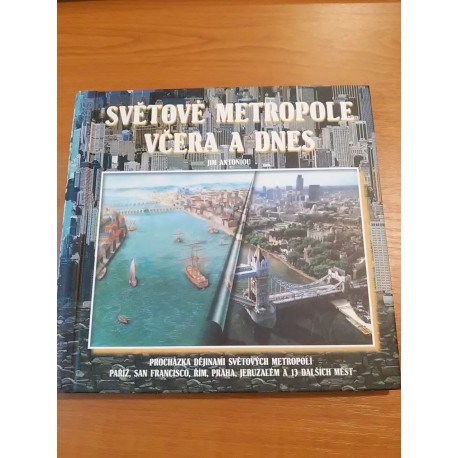 SVĚTOVÉ METROPOLE
VČERA A DNES
JIM ANTONIOU
PROCHÁZKA DĚJINAMI SVĚTOVÝCH METROPOLÍ
PAŘÍŽ, SAN FRANCISCO, ŘÍM, PRAHA, JERUZALÉM A 13 DALŠÍCH MĚST